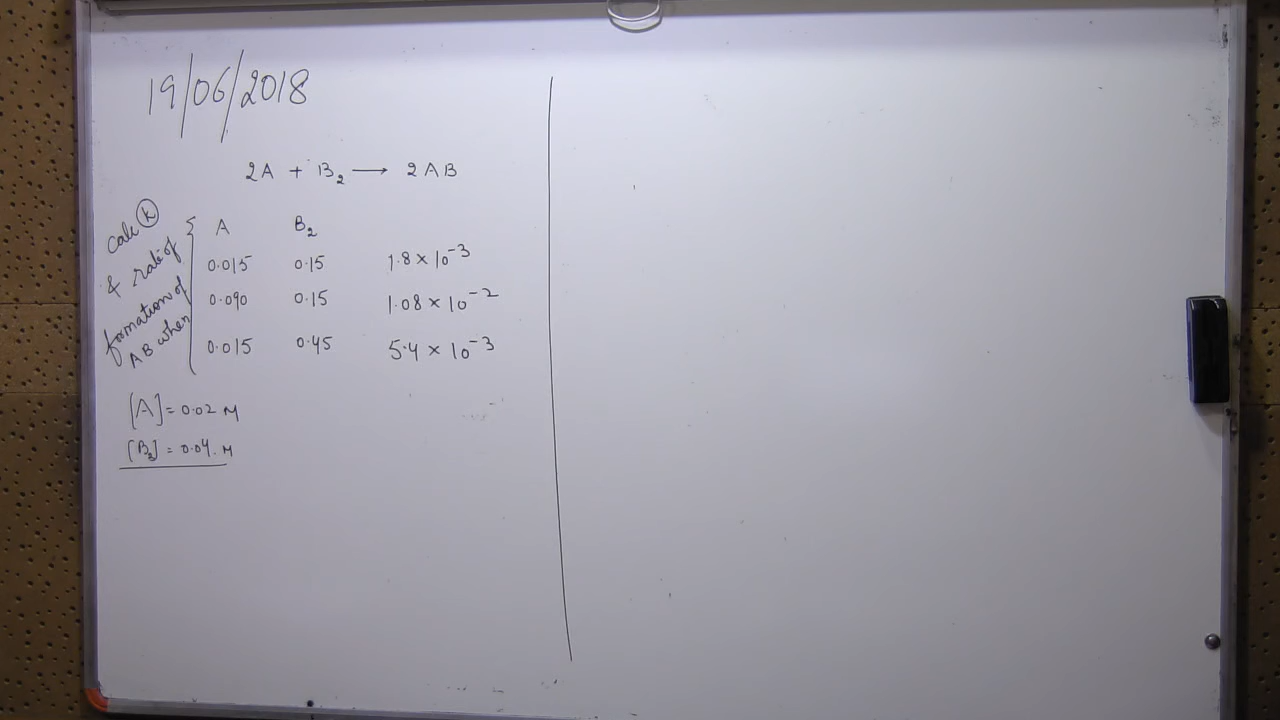 19/06/2018
2A + B₂ ⟶ 2AB
calc (k)
& rate of
formation of
AB when
A B₂
0.015 0.15 1.8 × 10⁻³
0.090 0.15 1.08 × 10⁻²
0.015 0.45 5.4 × 10⁻³
[A] = 0.02 M
[B₂] = 0.04 M